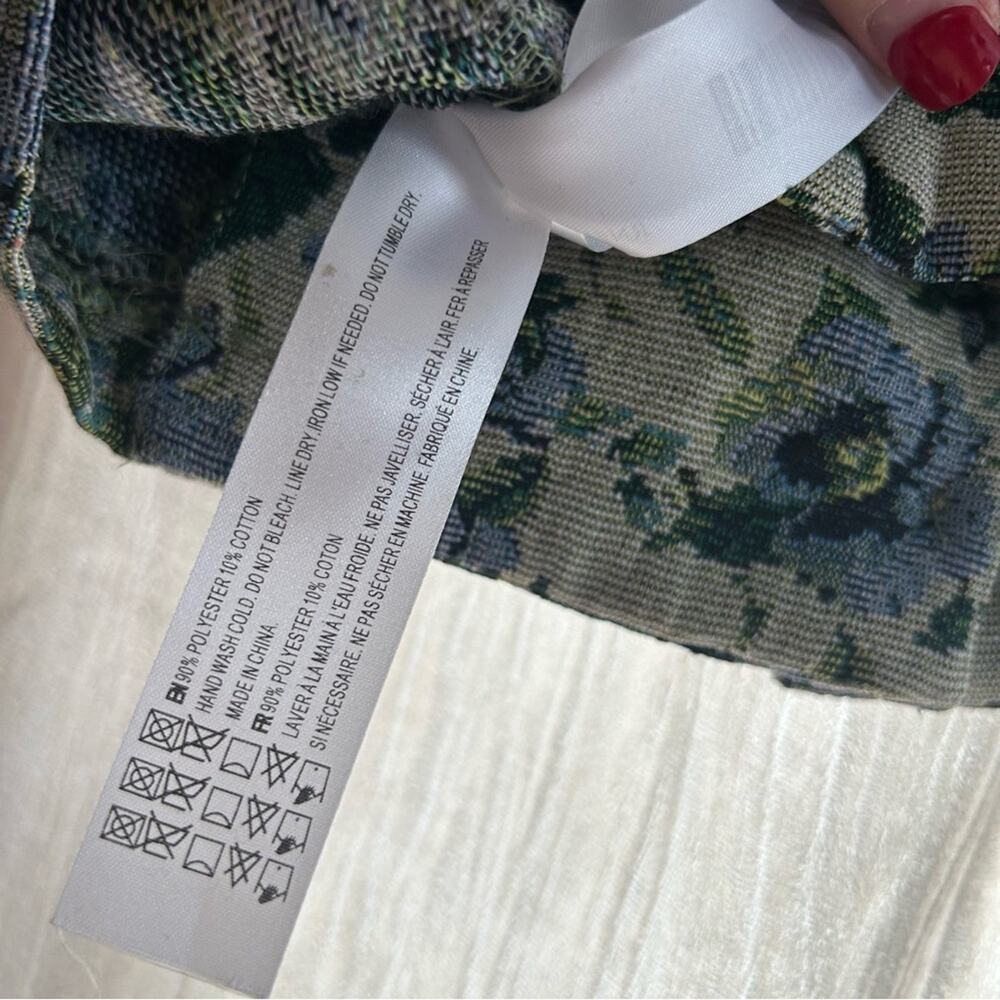 EN 90% POLYESTER 10% COTTON
HAND WASH COLD. DO NOT BLEACH. LINE DRY. IRON LOW IF NEEDED. DO NOT TUMBLE DRY.
MADE IN CHINA.
FR 90% POLYESTER 10% COTON
LAVER À LA MAIN À L'EAU FROIDE. NE PAS JAVELLISER. SÉCHER À L'AIR. FER À REPASSER
SI NÉCESSAIRE. NE PAS SÉCHER EN MACHINE. FABRIQUÉ EN CHINE.